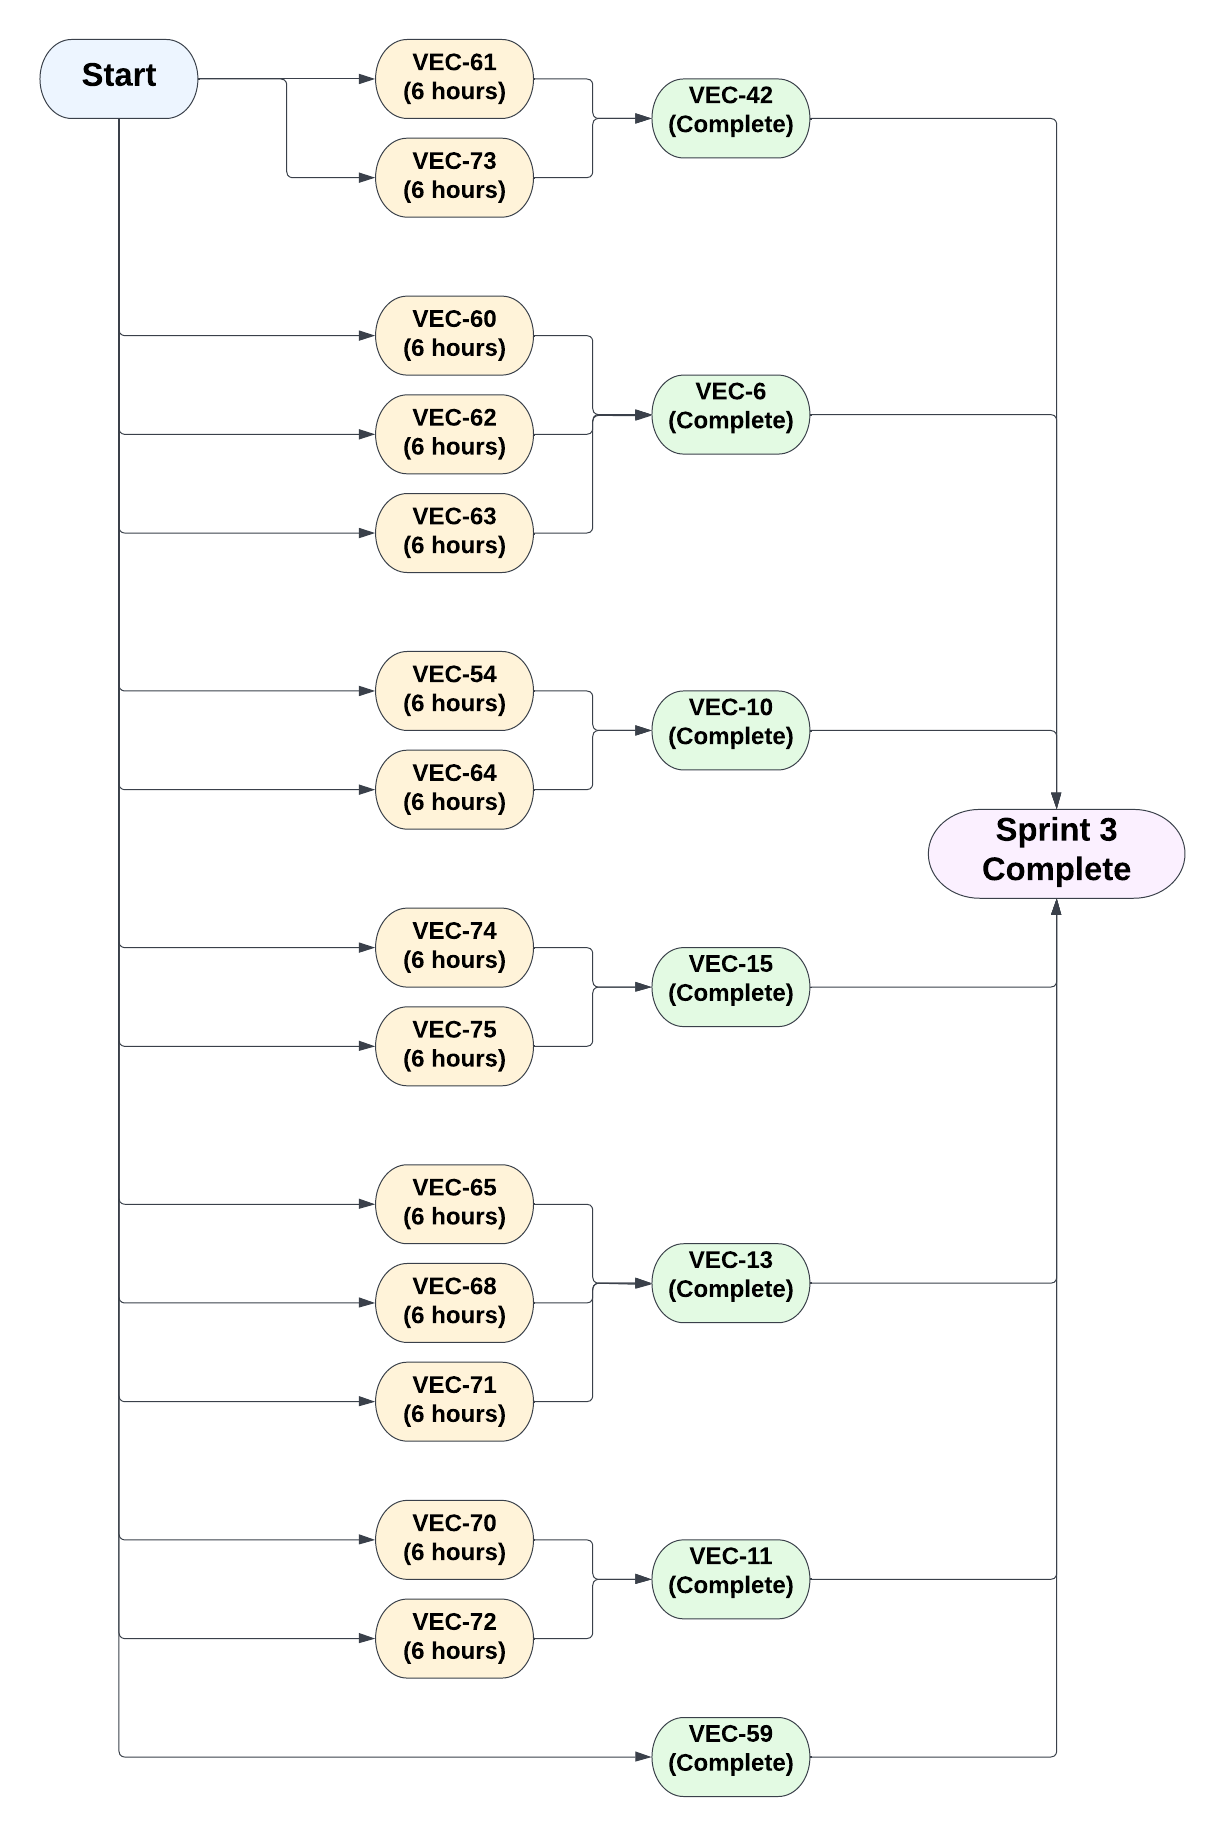 Start
VEC-61
(6 hours)
VEC-73
(6 hours)
VEC-42
(Complete)
VEC-60
(6 hours)
VEC-62
(6 hours)
VEC-63
(6 hours)
VEC-6
(Complete)
VEC-54
(6 hours)
VEC-64
(6 hours)
VEC-10
(Complete)
Sprint 3
Complete
VEC-74
(6 hours)
VEC-75
(6 hours)
VEC-15
(Complete)
VEC-65
(6 hours)
VEC-68
(6 hours)
VEC-71
(6 hours)
VEC-13
(Complete)
VEC-70
(6 hours)
VEC-72
(6 hours)
VEC-11
(Complete)
VEC-59
(Complete)